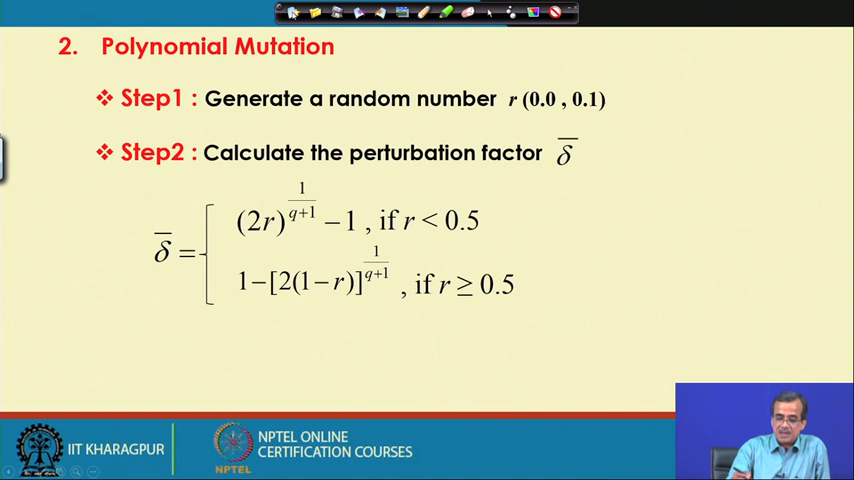 2. Polynomial Mutation
❖ Step1 : Generate a random number r (0.0 , 0.1)
❖ Step2 : Calculate the perturbation factor δ̅
δ̅ = { (2r)^{1/(q+1)} − 1 , if r < 0.5
1−[2(1−r)]^{1/(q+1)} , if r ≥ 0.5
IIT KHARAGPUR
NPTEL
NPTEL ONLINE
CERTIFICATION COURSES